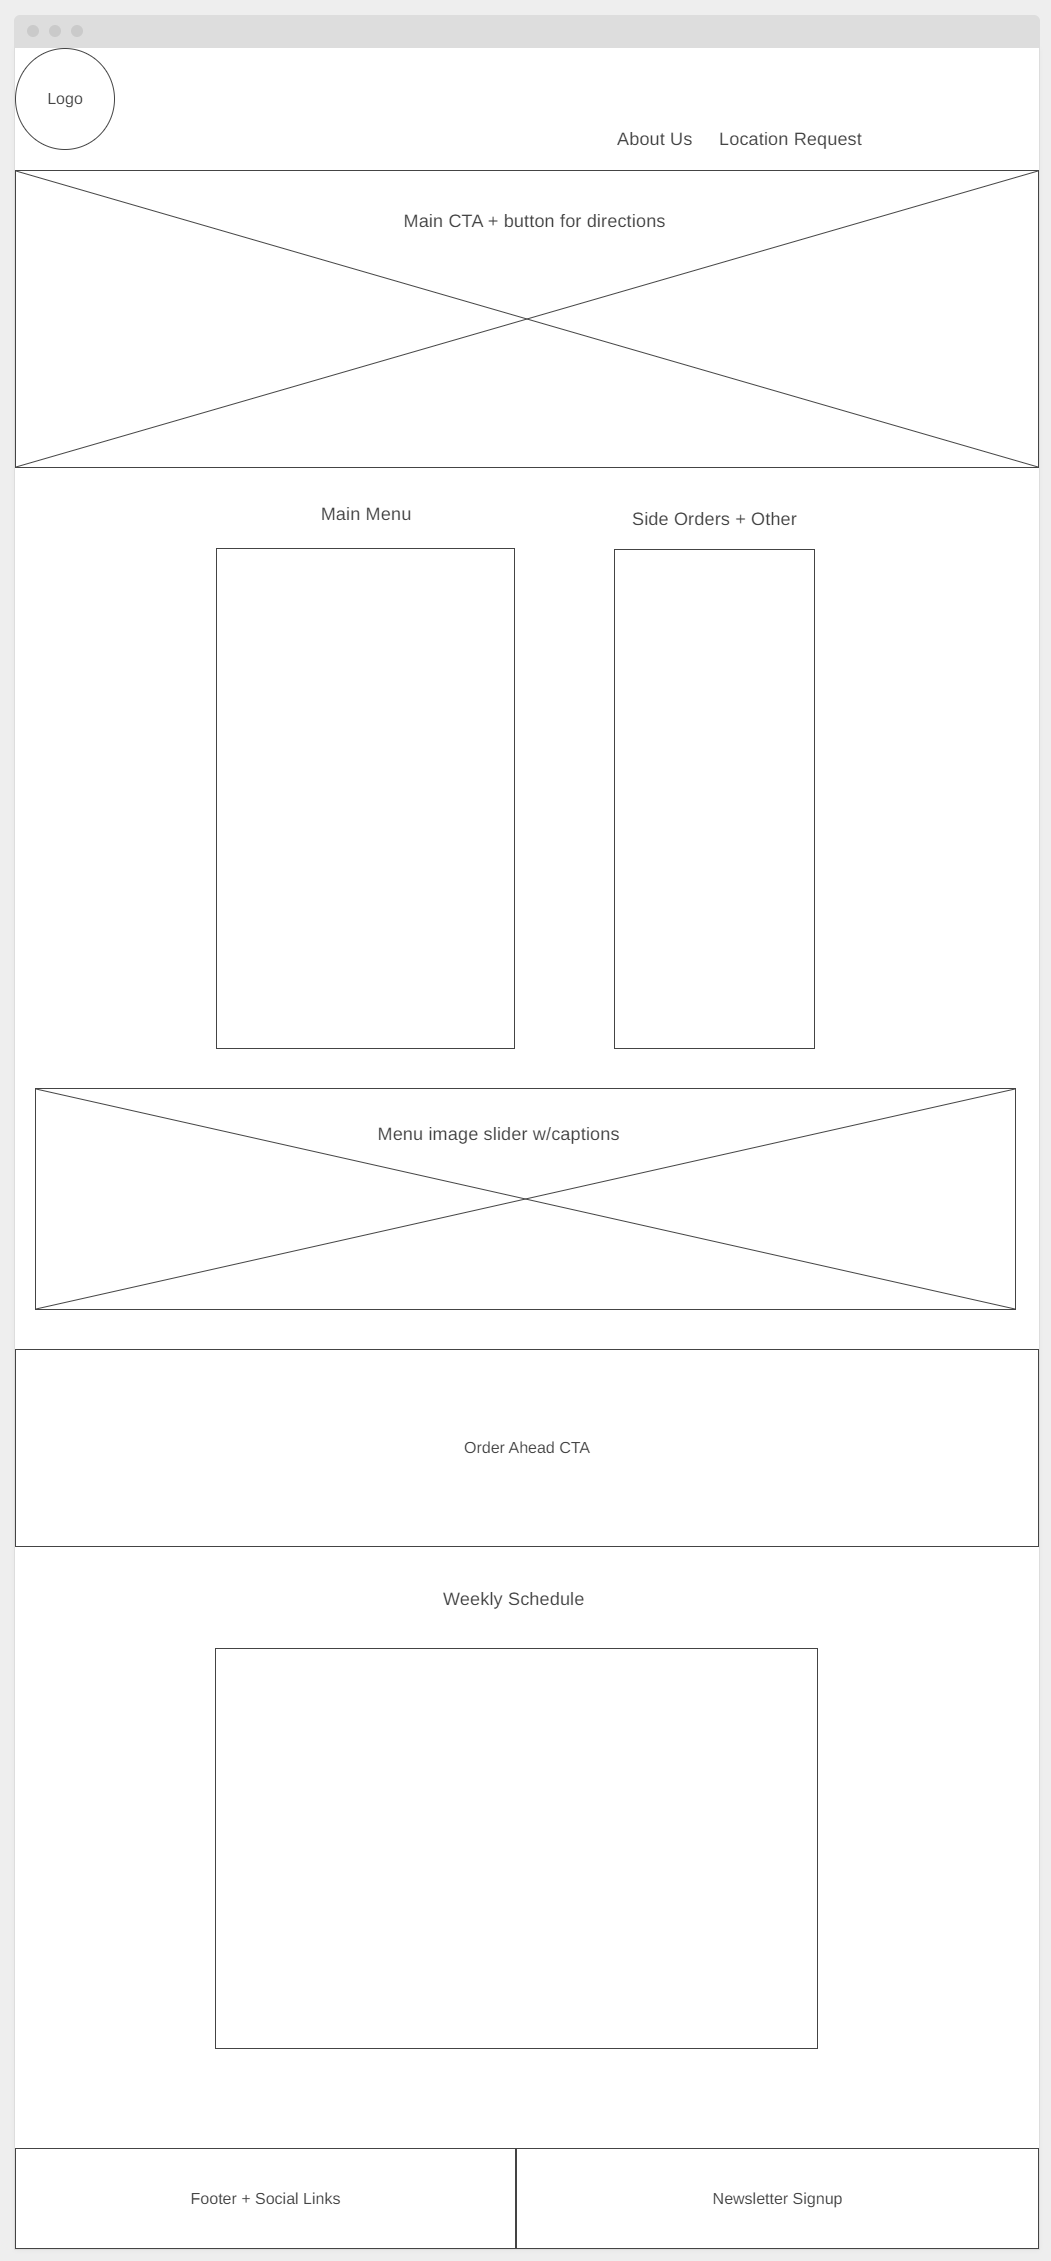 Logo
About Us
Location Request
Main CTA + button for directions
Main Menu
Side Orders + Other
Menu image slider w/captions
Order Ahead CTA
Weekly Schedule
Footer + Social Links
Newsletter Signup